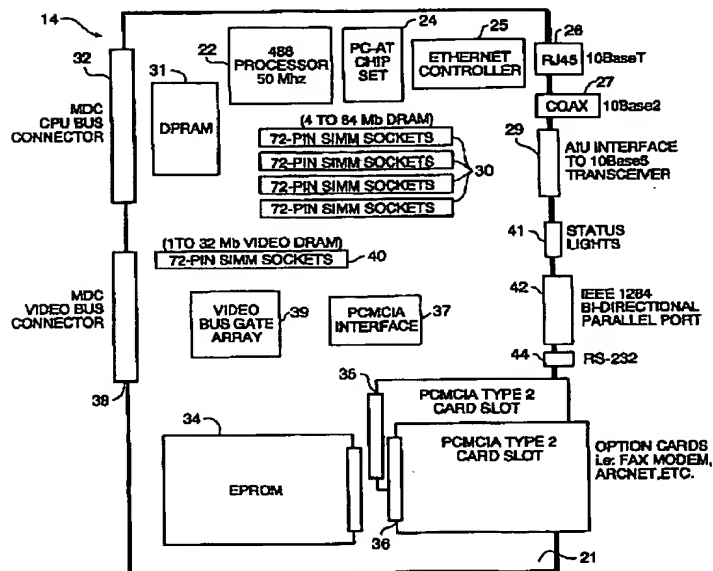 14
32
MDC
CPU BUS
CONNECTOR
31
DPRAM
22
486
PROCESSOR
50 Mhz
24
PC-AT
CHIP
SET
25
ETHERNET
CONTROLLER
26
RJ45
10BaseT
27
COAX
10Base2
(4 TO 64 Mb DRAM)
72-PIN SIMM SOCKETS
72-PIN SIMM SOCKETS
72-PIN SIMM SOCKETS
72-PIN SIMM SOCKETS
30
29
AIU INTERFACE
TO 10Base5
TRANSCEIVER
41
STATUS
LIGHTS
(1TO 32 Mb VIDEO DRAM)
72-PIN SIMM SOCKETS
40
MDC
VIDEO BUS
CONNECTOR
38
VIDEO
BUS GATE
ARRAY
39
PCMCIA
INTERFACE
37
42
IEEE 1284
BI-DIRECTIONAL
PARALLEL PORT
44
RS-232
34
EPROM
35
PCMCIA TYPE 2
CARD SLOT
PCMCIA TYPE 2
CARD SLOT
36
OPTION CARDS
i.e: FAX MODEM,
ARCNET,ETC.
21